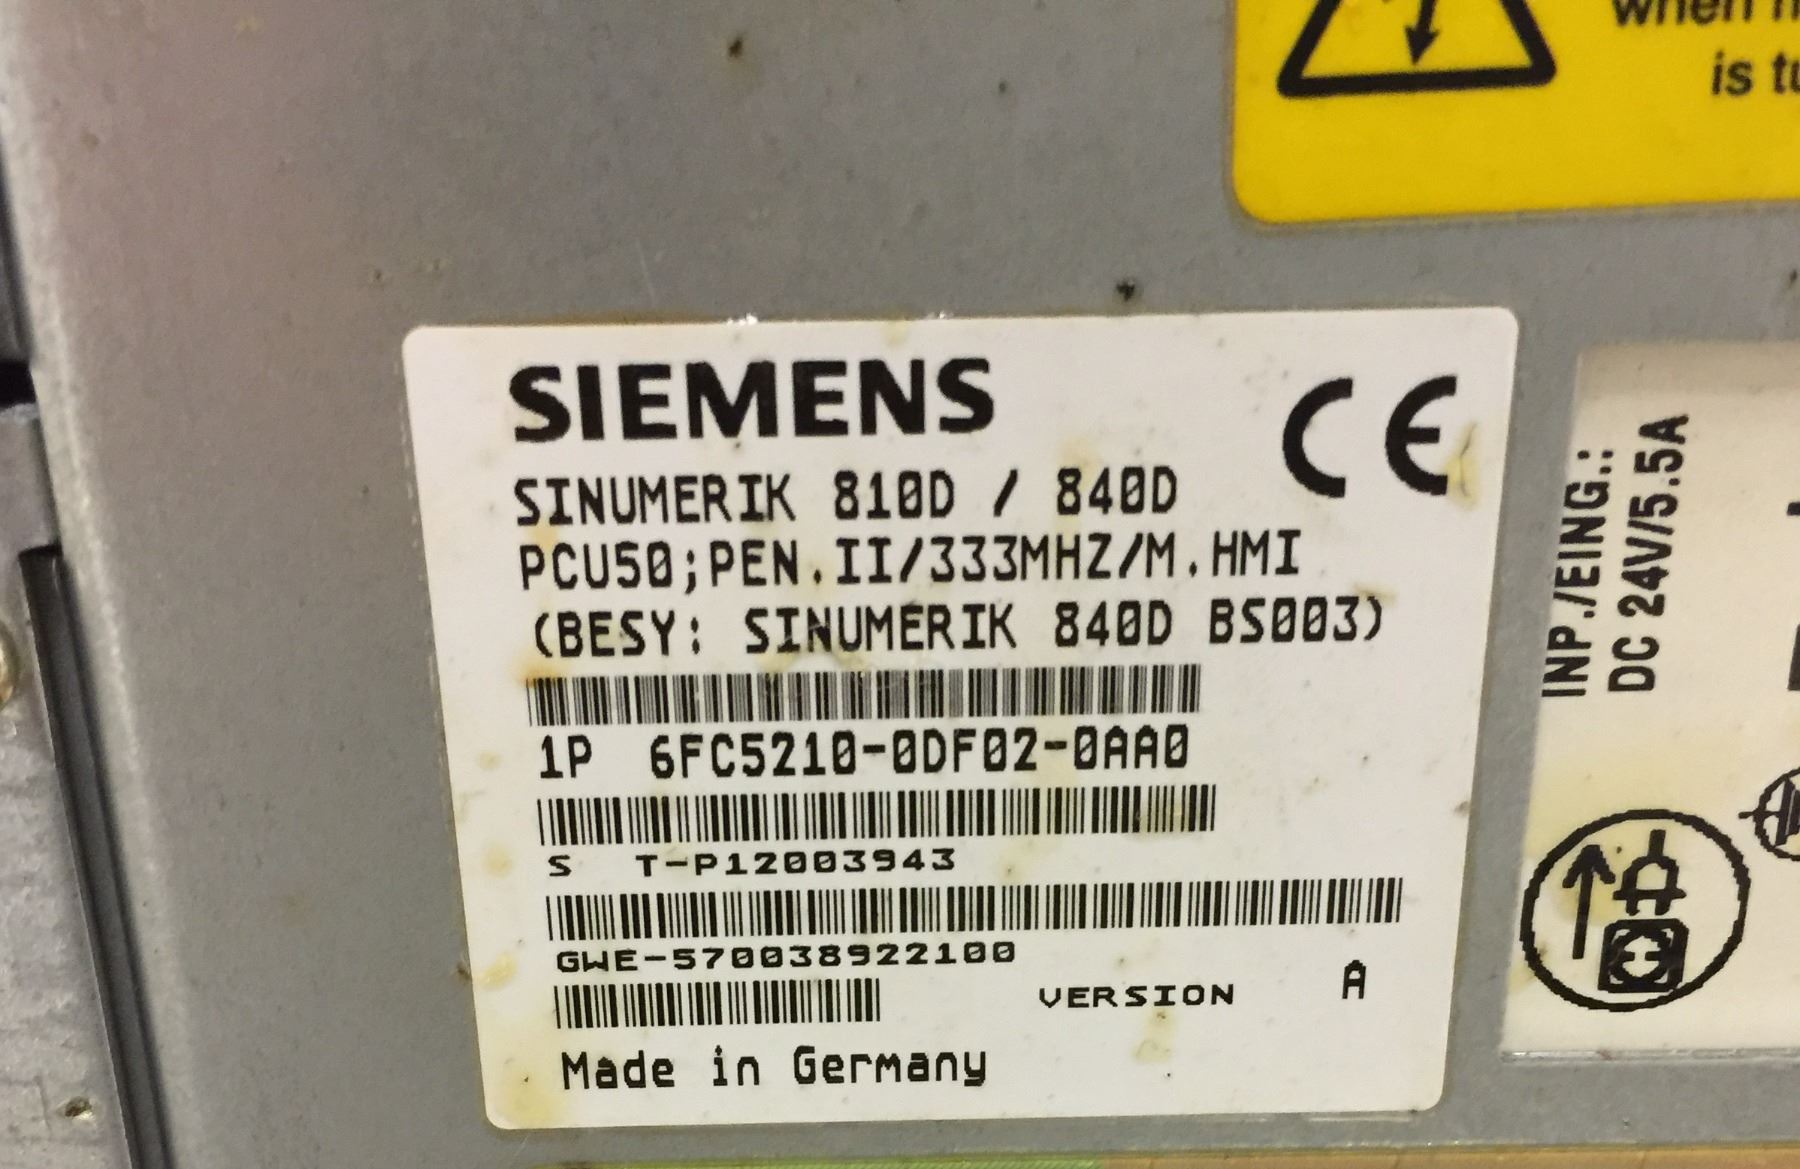 when
is
SIEMENS
CE
SINUMERIK 810D / 840D
PCU50;PEN.II/333MHZ/M.HMI
(BESY: SINUMERIK 840D BS003)
1P 6FC5210-0DF02-0AA0
S T-P12003943
GWE-570038922100
VERSION A
Made in Germany
INP./EING.:
DC 24V/5.5A